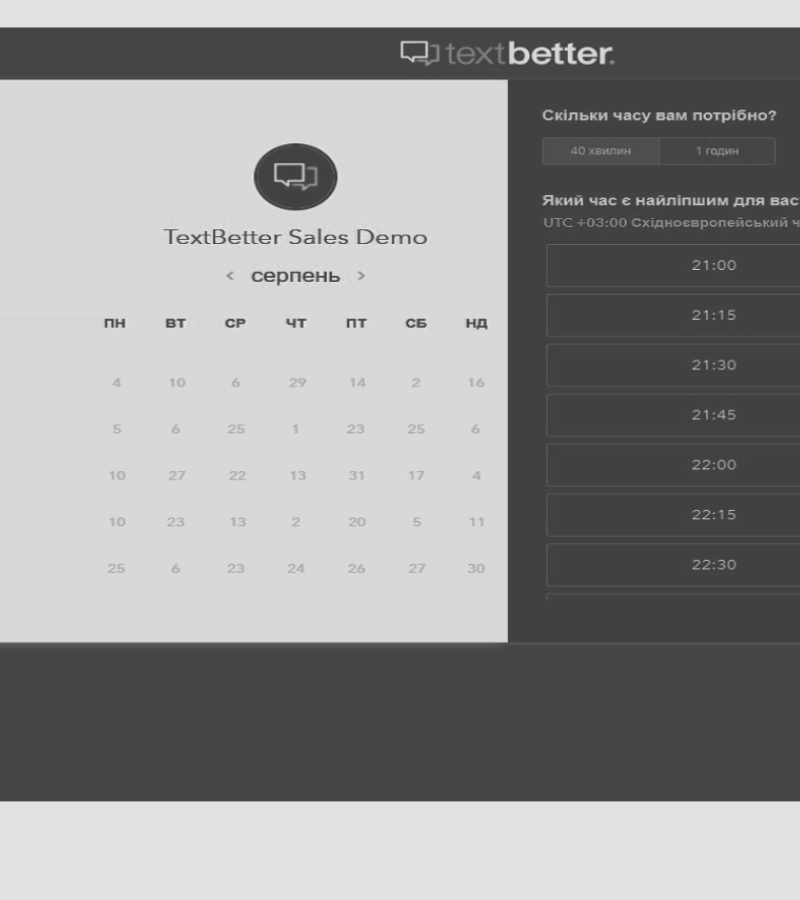 textbetter.
TextBetter Sales Demo
< серпень >
ПН ВТ СР ЧТ ПТ СБ НД
4 10 6 29 14 2 16
5 6 25 1 23 25 6
10 27 22 13 31 17 4
10 23 13 2 20 5 11
25 6 23 24 26 27 30
Скільки часу вам потрібно?
40 хвилин 1 годин
Який час є найліпшим для вас
UTC +03:00 Східноєвропейський ч
21:00
21:15
21:30
21:45
22:00
22:15
22:30